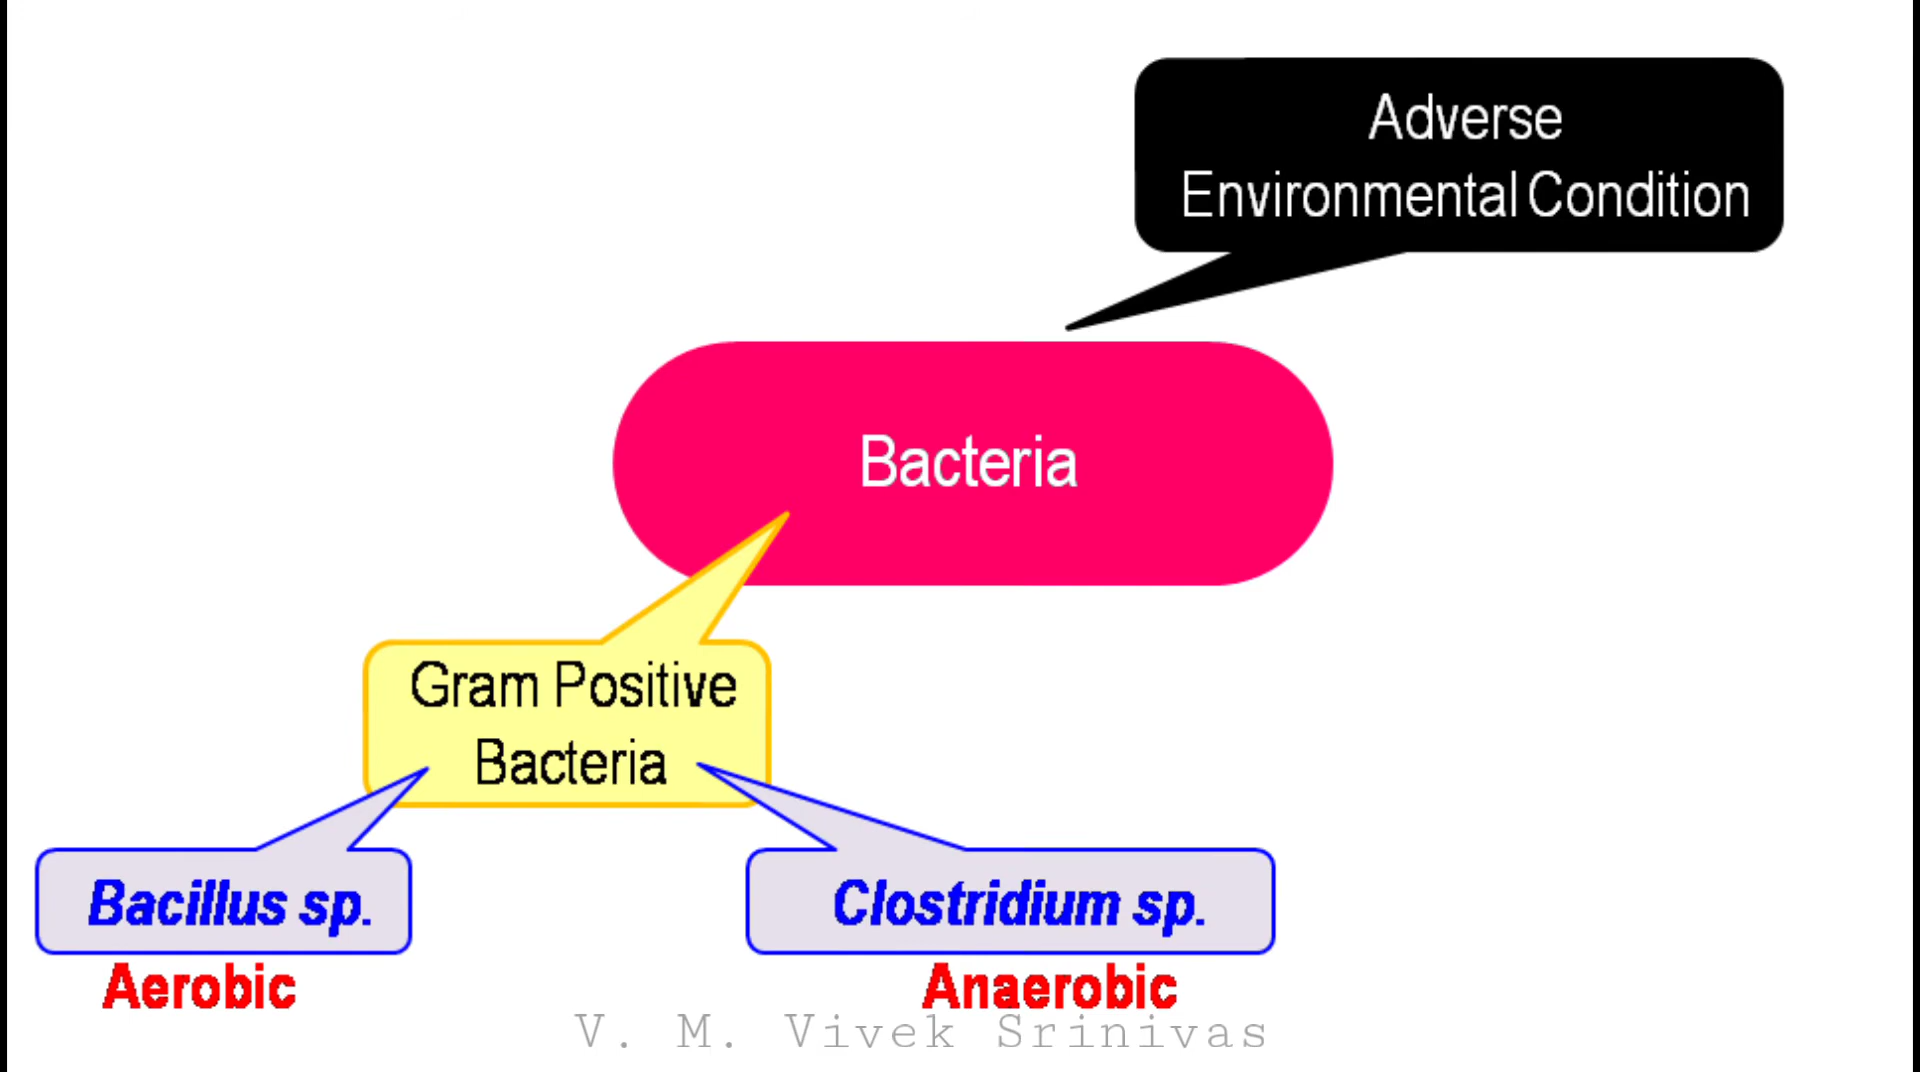 Adverse
Environmental Condition
Bacteria
Gram Positive
Bacteria
Bacillus sp.
Clostridium sp.
Aerobic
Anaerobic
V. M. Vivek Srinivas